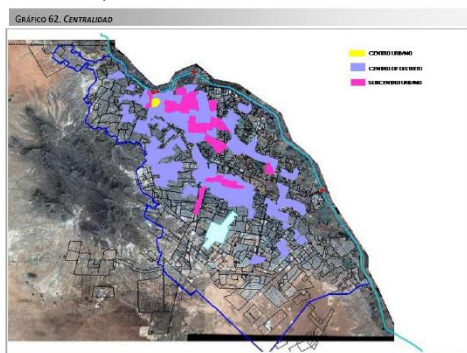 GRÁFICO 62. CENTRALIDAD
CENTRO URBANO
CENTRO DE DISTRITO
SUBCENTRO URBANO